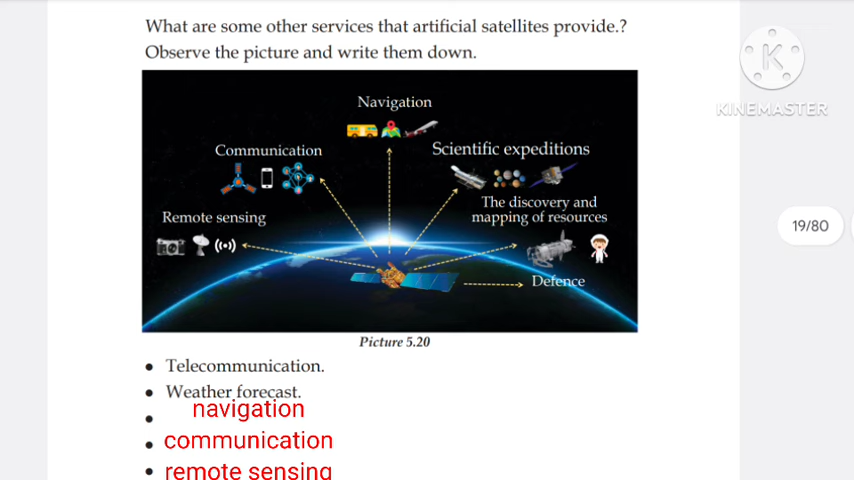 What are some other services that artificial satellites provide.?
Observe the picture and write them down.
KINEMASTER
Navigation
Communication
Scientific expeditions
The discovery and
mapping of resources
Remote sensing
19/80
Defence
Picture 5.20
• Telecommunication.
• Weather forecast.
• navigation
• communication
• remote sensing